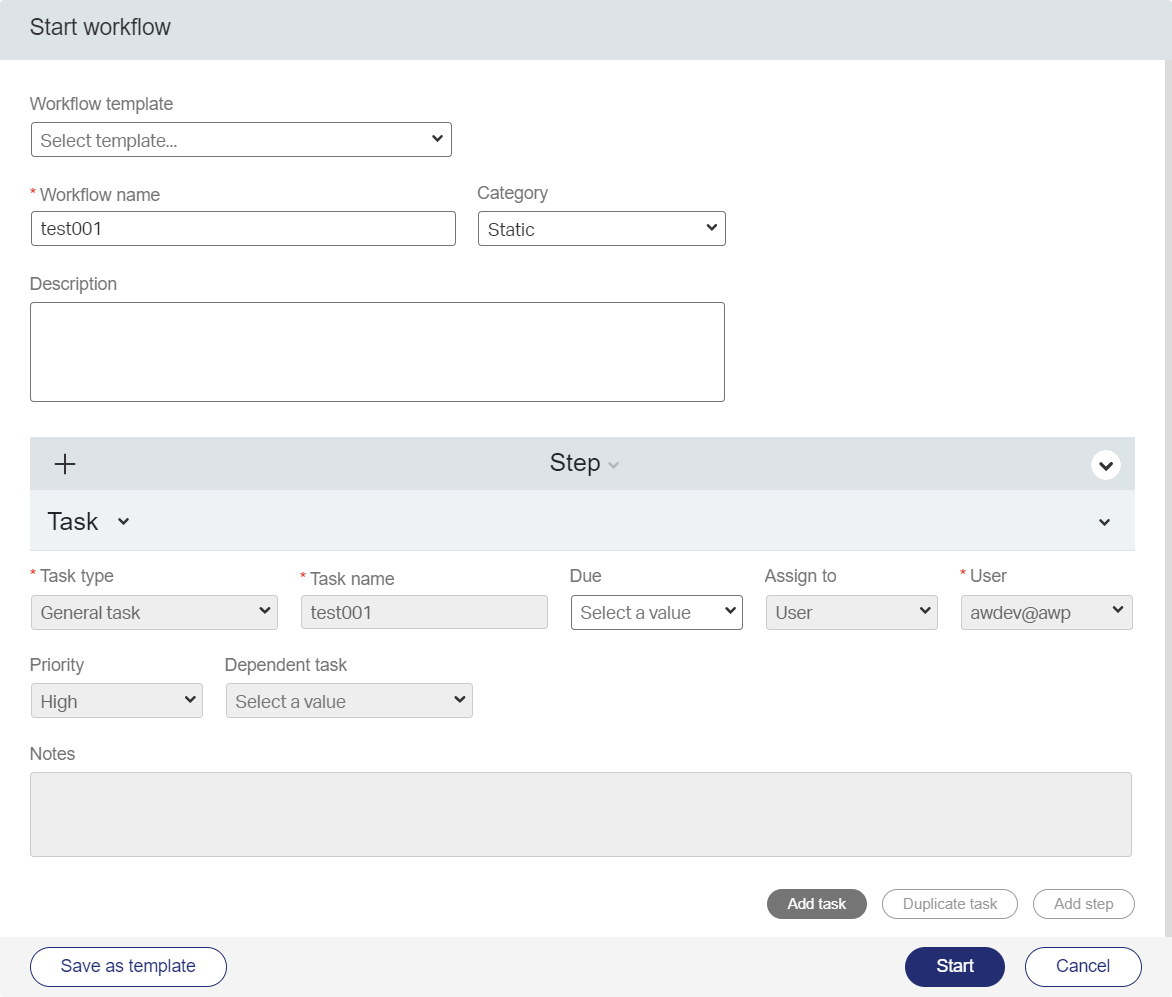 Start workflow
Workflow template
Select template...
* Workflow name
Category
test001
Static
Description
Step
Task
* Task type
* Task name
Due
Assign to
* User
General task
test001
Select a value
User
awdev@awp
Priority
Dependent task
High
Select a value
Notes
Add task
Duplicate task
Add step
Save as template
Start
Cancel